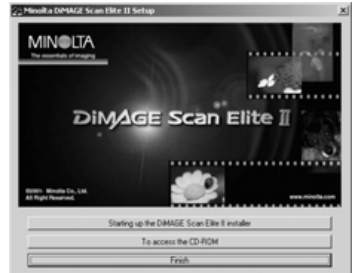 Minolta DiMAGE Scan Elite II Setup
MINOLTA
The essentials of imaging
DiMAGE Scan Elite II
©2001- Minolta Co., Ltd.
All Right Reserved.
www.minolta.com
Starting up the DiMAGE Scan Elite II installer
To access the CD-ROM
Finish